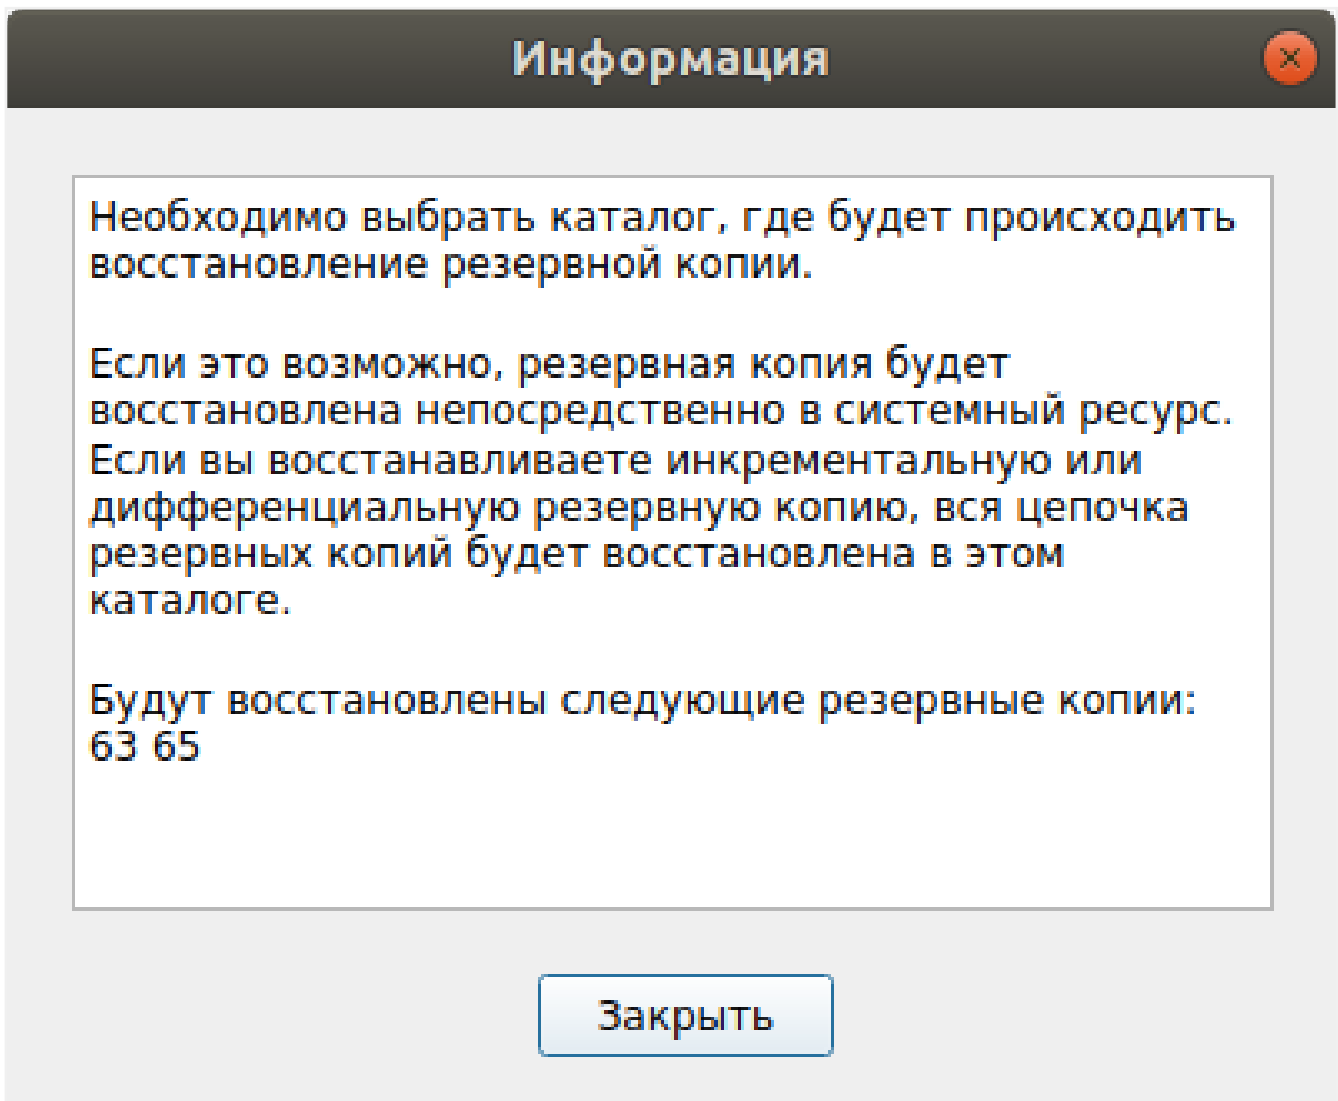 Информация
Необходимо выбрать каталог, где будет происходить
восстановление резервной копии.
Если это возможно, резервная копия будет
восстановлена непосредственно в системный ресурс.
Если вы восстанавливаете инкрементальную или
дифференциальную резервную копию, вся цепочка
резервных копий будет восстановлена в этом
каталоге.
Будут восстановлены следующие резервные копии:
63 65
Закрыть